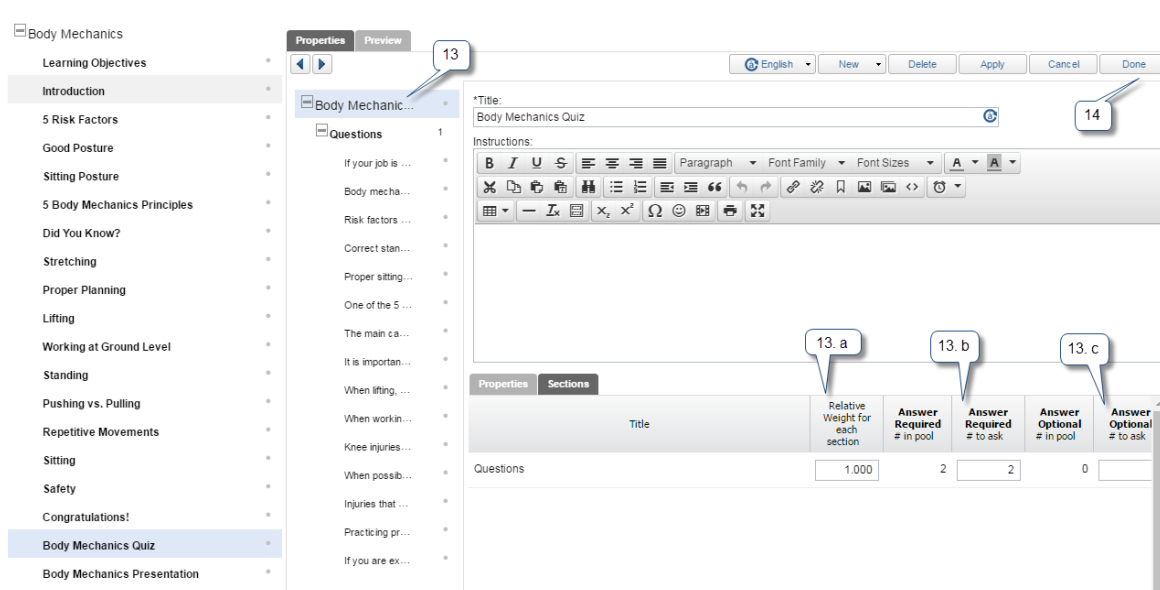 Body Mechanics
Learning Objectives
Introduction
5 Risk Factors
Good Posture
Sitting Posture
5 Body Mechanics Principles
Did You Know?
Stretching
Proper Planning
Lifting
Working at Ground Level
Standing
Pushing vs. Pulling
Repetitive Movements
Sitting
Safety
Congratulations!
Body Mechanics Quiz
Body Mechanics Presentation
Properties Preview
13
English New Delete Apply Cancel Done
14
Body Mechanic...
Questions 1
If your job is ...
Body mecha...
Risk factors ...
Correct stan...
Proper sitting...
One of the 5 ...
The main ca...
It is importan...
When lifting, ...
When workin...
Knee injuries...
When possib...
Injuries that ...
Practicing pr...
If you are ex...
*Title:
Body Mechanics Quiz
Instructions:
B I U S Paragraph Font Family Font Sizes A A
Ix x₂ x² Ω
13. a
13. b
13. c
Properties Sections
Title
Relative Weight for each section
Answer Required # in pool
Answer Required # to ask
Answer Optional # in pool
Answer Optional # to ask
Questions 1.000 2 2 0